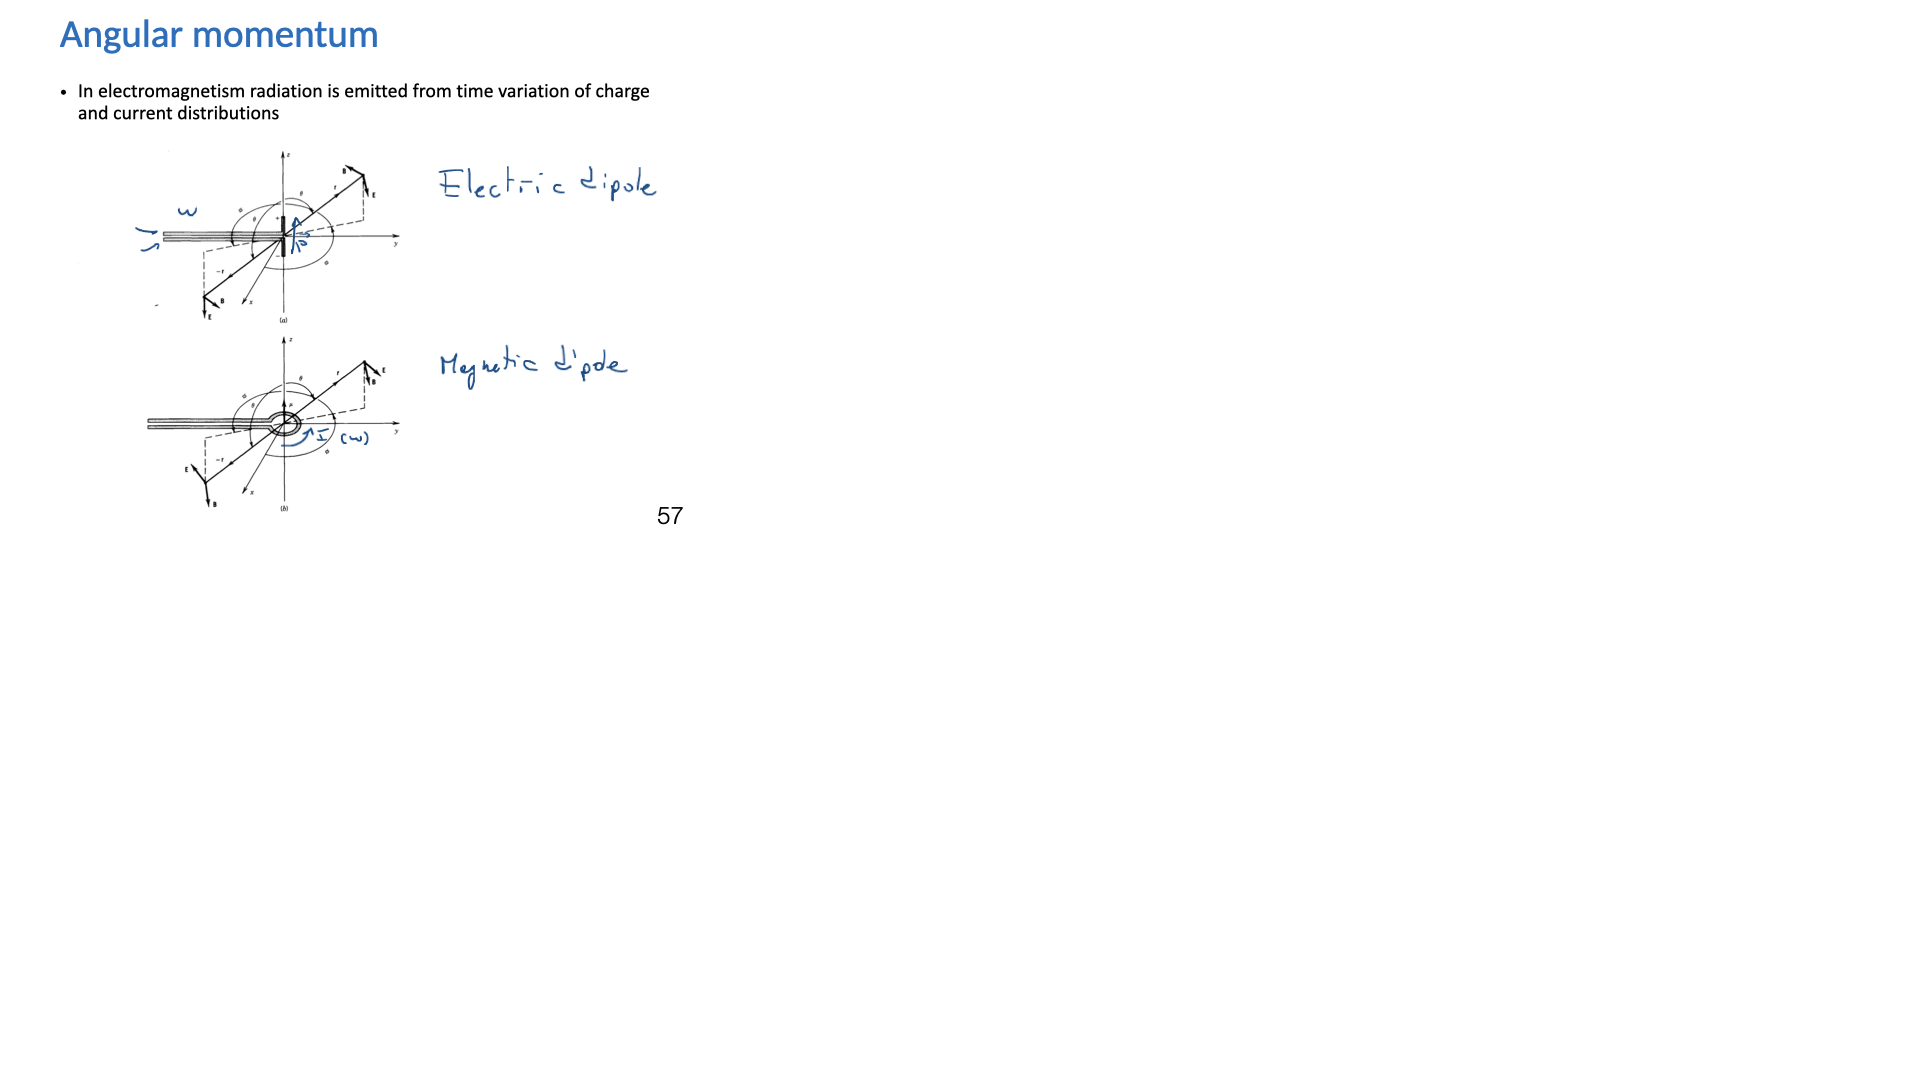 Angular momentum
• In electromagnetism radiation is emitted from time variation of charge
and current distributions
z
B
r
E
θ
Electric dipole
ω
φ
θ
+
p
y
−
φ
−r
B
x
E
(a)
z
θ
r
E
B
Magnetic dipole
φ
θ
μ
I (ω)
y
φ
−r
E
x
B
(b)
57